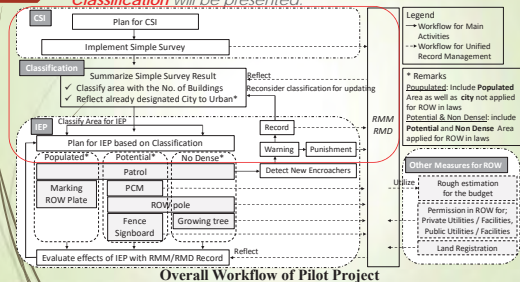 Classification will be presented.
CSI
Plan for CSI
Implement Simple Survey
Classification
Summarize Simple Survey Result
✓ Classify area with the No. of Buildings
✓ Reflect already designated City to Urban*
Reflect
Reconsider classification for updating
IEP
Classify Area for IEP
Plan for IEP based on Classification
Record
Warning
Punishment
Detect New Encroachers
Populated*
Potential*
No Dense*
Patrol
Marking
ROW Plate
PCM
ROW pole
Fence
Signboard
Growing tree
Evaluate effects of IEP with RMM/RMD Record
Reflect
RMM
RMD
Legend
Workflow for Main
Activities
Workflow for Unified
Record Management
* Remarks
Poupulated: Include Populated
Area as well as city not applied
for ROW in laws
Potential & Non Densel: include
Potential and Non Dense Area
applied for ROW in laws
Other Measures for ROW
Utilize
Rough estimation
for the budget
Permission in ROW for;
Private Utilities / Facilities,
Public Utilities / Facilities
Land Registration
Overall Workflow of Pilot Project